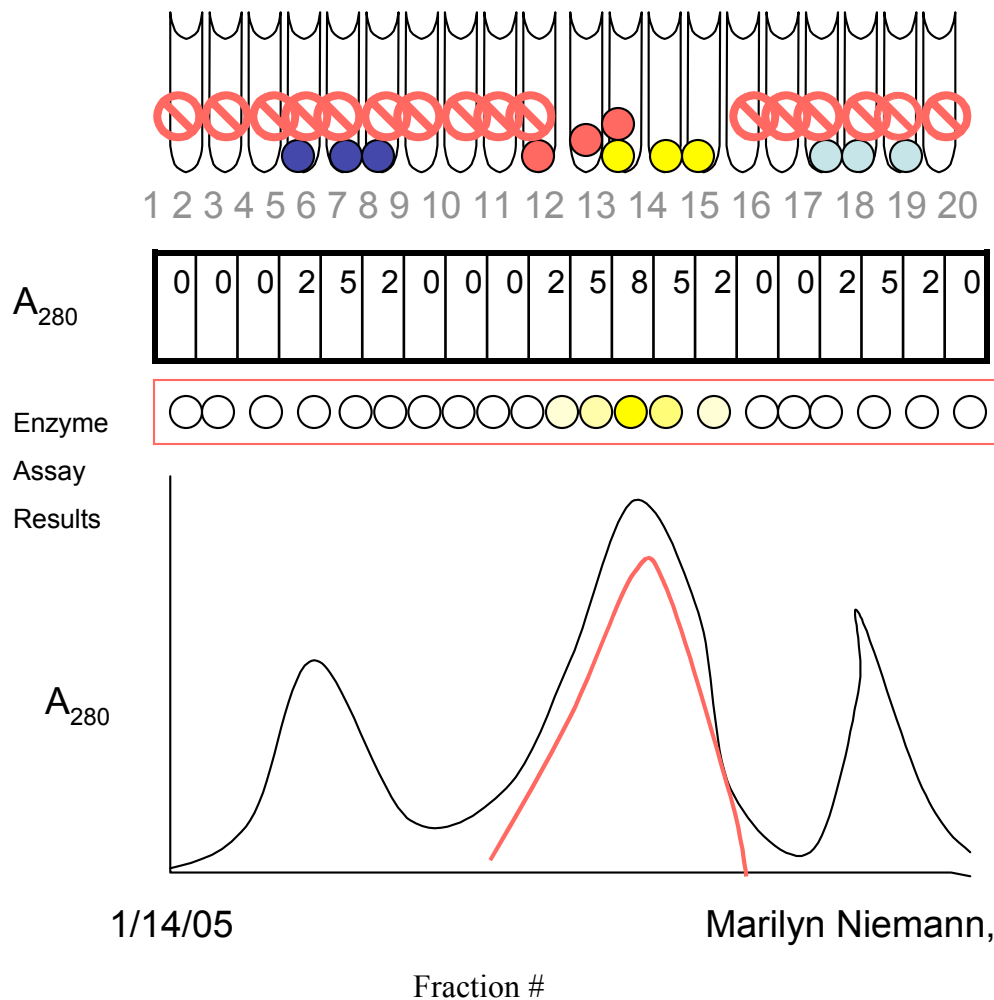 1 2 3 4 5 6 7 8 9 10 11 12 13 14 15 16 17 18 19 20
A280
0 0 0 2 5 2 0 0 0 2 5 8 5 2 0 0 2 5 2 0
Enzyme
Assay
Results
A280
1/14/05 Marilyn Niemann,
Fraction #